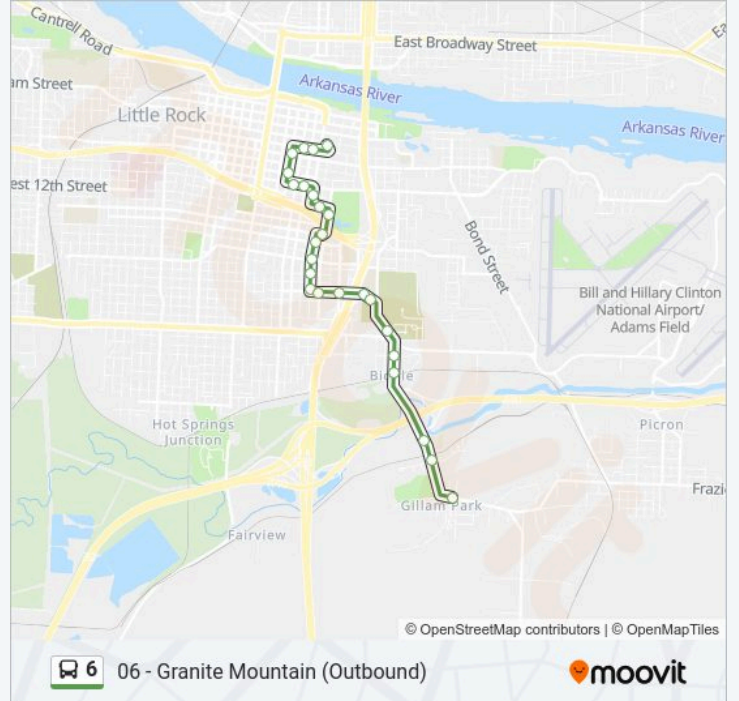 Cantrell Road
East Broadway Street
Ea
am Street
Arkansas River
Little Rock
Arkansas River
est 12th Street
Bond Street
Bill and Hillary Clinton
National Airport/
Adams Field
Hot Springs
Junction
Picron
Frazi
Gillam Park
Fairview
© OpenStreetMap contributors | © OpenMapTiles
6 06 - Granite Mountain (Outbound)
moovit